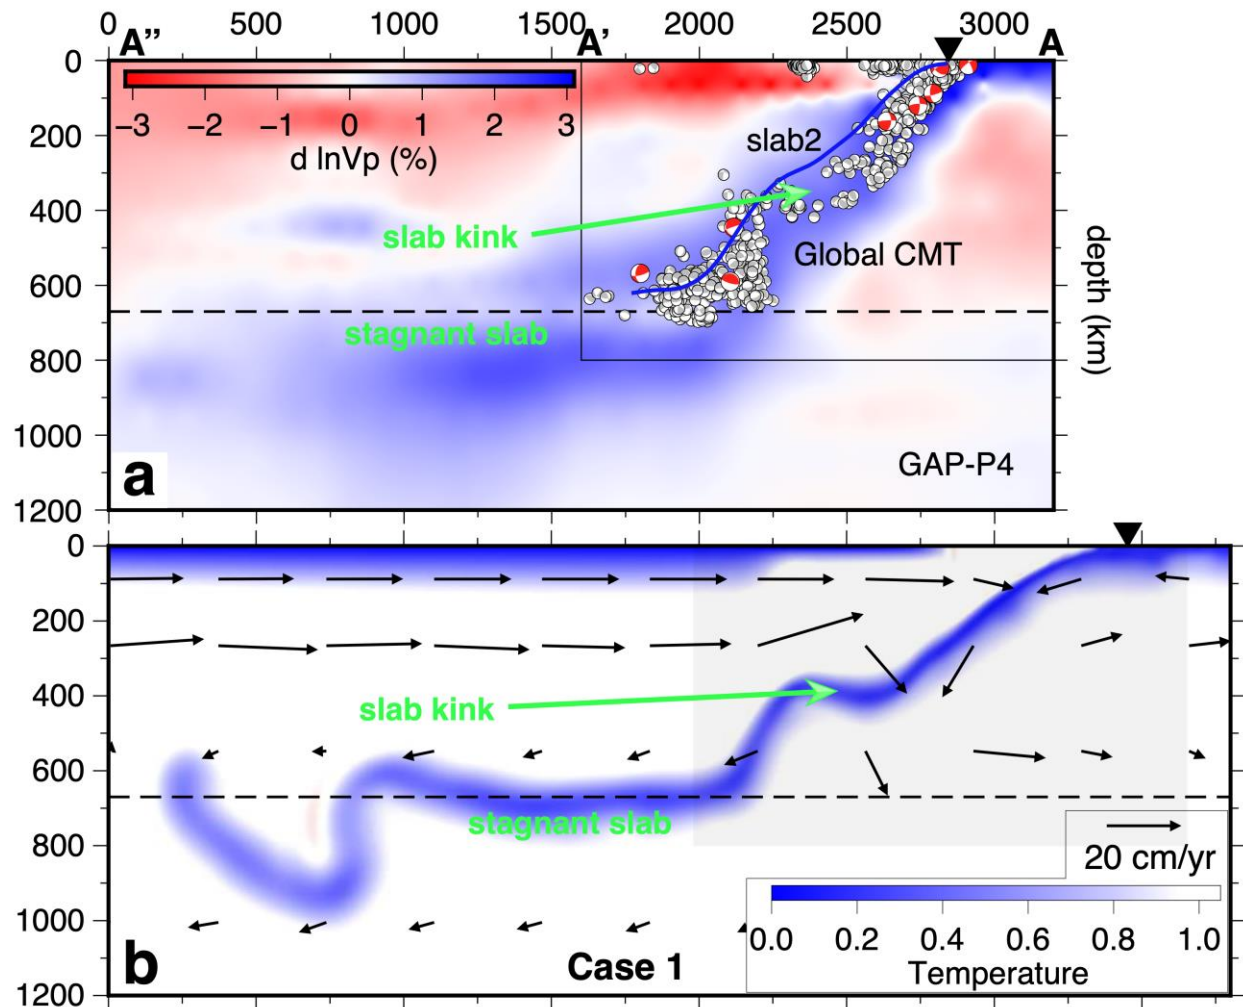 0 500 1000 1500 2000 2500 3000
A” A’ A
0
200
400
600
800
1000
1200
−3 −2 −1 0 1 2 3
d lnVp (%)
slab2
slab kink
Global CMT
stagnant slab
depth (km)
GAP-P4
a
0
200
400
600
800
1000
1200
slab kink
stagnant slab
20 cm/yr
0.0 0.2 0.4 0.6 0.8 1.0
Temperature
b
Case 1